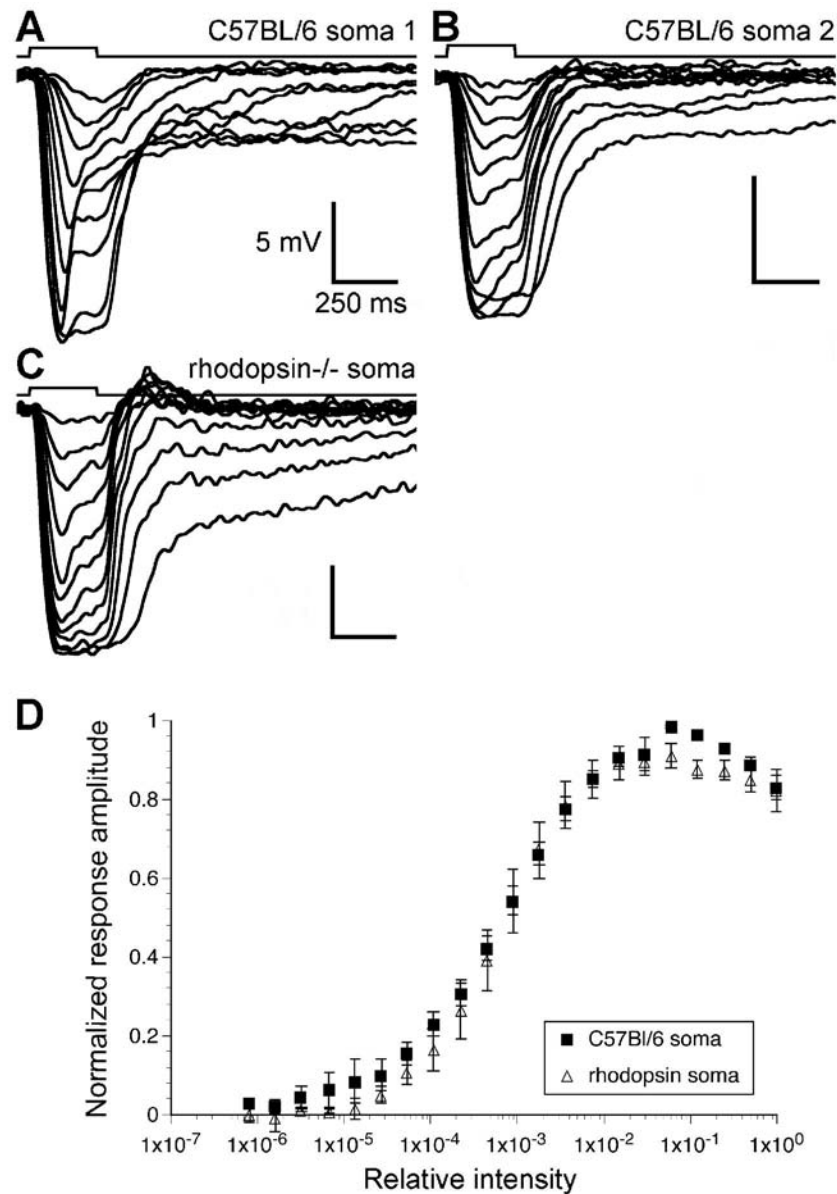 A
C57BL/6 soma 1
B
C57BL/6 soma 2
5 mV
250 ms
C
rhodopsin-/- soma
D
Normalized response amplitude
1
0.8
0.6
0.4
0.2
0
C57Bl/6 soma
rhodopsin soma
1x10-7
1x10-6
1x10-5
1x10-4
1x10-3
1x10-2
1x10-1
1x100
Relative intensity